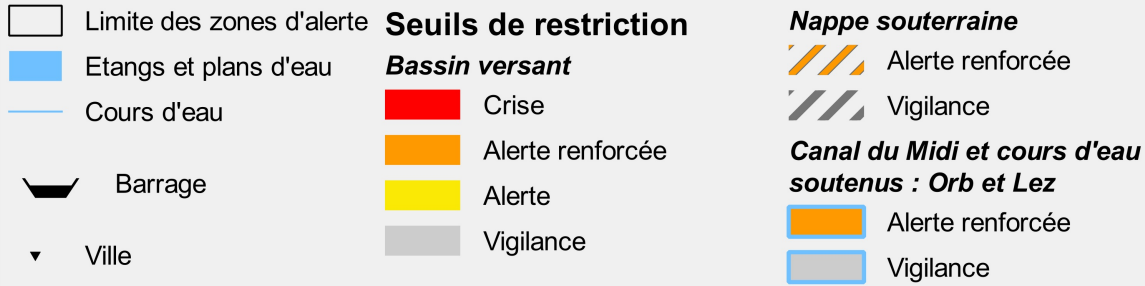 Limite des zones d'alerte
Etangs et plans d'eau
Cours d'eau
Barrage
Ville
Seuils de restriction
Bassin versant
Crise
Alerte renforcée
Alerte
Vigilance
Nappe souterraine
Alerte renforcée
Vigilance
Canal du Midi et cours d'eau
soutenus : Orb et Lez
Alerte renforcée
Vigilance